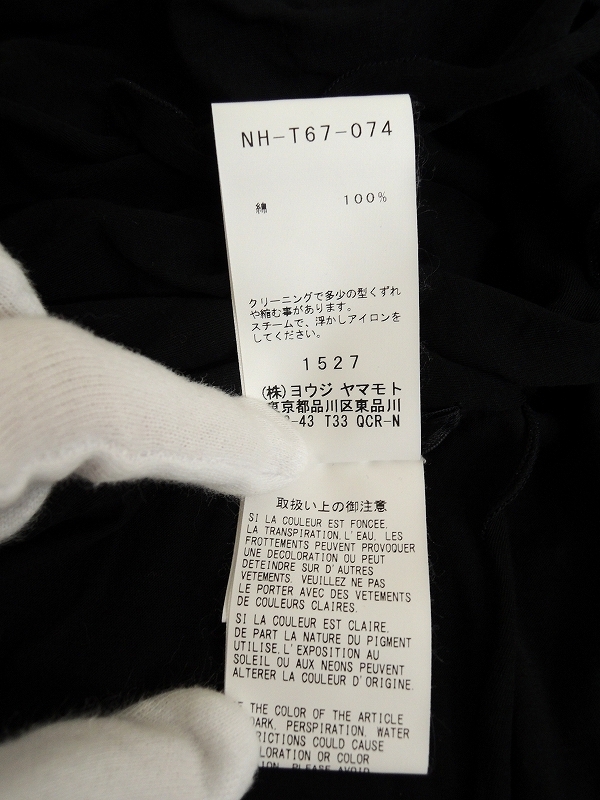 NH-T67-074
綿 100%
クリーニングで多少の型くずれ
や縮む事があります。
スチームで、浮かしアイロンを
してください。
1527
(株)ヨウジ ヤマモト
東京都品川区東品川
-43 T33 QCR-N
取扱い上の御注意
SI LA COULEUR EST FONCEE,
LA TRANSPIRATION, L'EAU, LES
FROTTEMENTS PEUVENT PROVOQUER
UNE DECOLORATION OU PEUT
DETEINDRE SUR D'AUTRES
VETEMENTS. VEUILLEZ NE PAS
LE PORTER AVEC DES VETEMENTS
DE COULEURS CLAIRES.
SI LA COULEUR EST CLAIRE,
DE PART LA NATURE DU PIGMENT
UTILISE, L'EXPOSITION AU
SOLEIL OU AUX NEONS PEUVENT
ALTERER LA COULEUR D'ORIGINE.
THE COLOR OF THE ARTICLE
DARK, PERSPIRATION, WATER
COULD CAUSE
OR COLOR
PLEASE AVOID